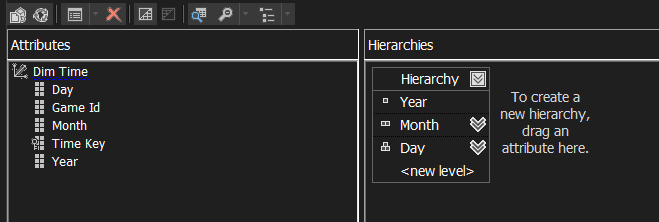 Attributes
Dim Time
Day
Game Id
Month
Time Key
Year
Hierarchies
Hierarchy
Year
Month
Day
<new level>
To create a
new hierarchy,
drag an
attribute here.